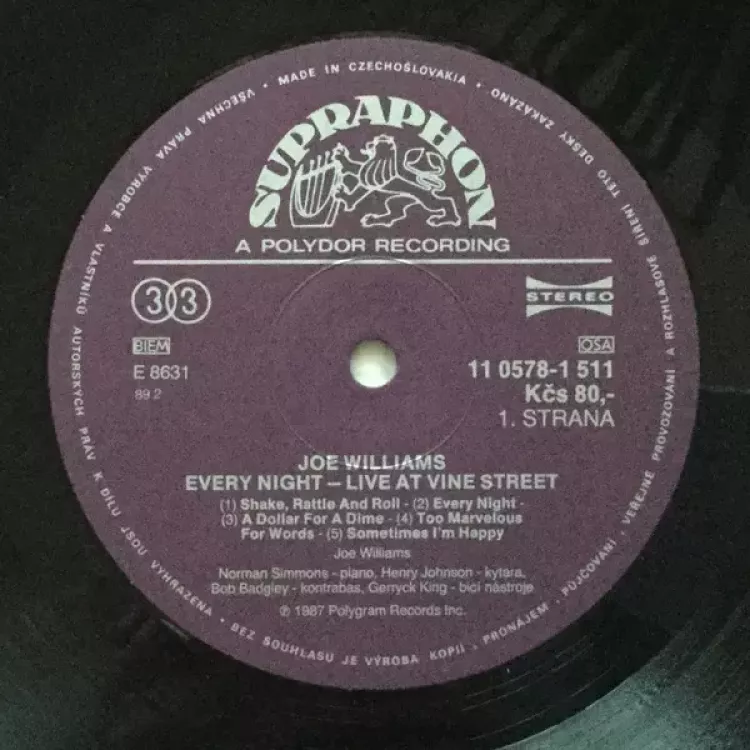 VŠECHNA PRÁVA VÝROBCE A VLASTNÍKŮ AUTORSKÝCH PRÁV K DÍLU JSOU VYHRAZENA • BEZ SOUHLASU JE VÝROBA KOPIÍ, PRONÁJEM, PŮJČOVÁNÍ, VEŘEJNÉ PROVOZOVÁNÍ A ROZHLASOVÉ ŠÍŘENÍ TÉTO DESKY ZAKÁZÁNO • MADE IN CZECHOSLOVAKIA •
SUPRAPHON
A POLYDOR RECORDING
33
STEREO
BIEM
OSA
E 8631
11 0578-1 511
89 2
Kčs 80,-
1. STRANA
JOE WILLIAMS
EVERY NIGHT – LIVE AT VINE STREET
(1) Shake, Rattle And Roll - (2) Every Night -
(3) A Dollar For A Dime - (4) Too Marvelous
For Words - (5) Sometimes I'm Happy
Joe Williams
Norman Simmons - piano, Henry Johnson - kytara,
Bob Badgley - kontrabas, Gerryck King - bicí nástroje
℗ 1987 Polygram Records Inc.